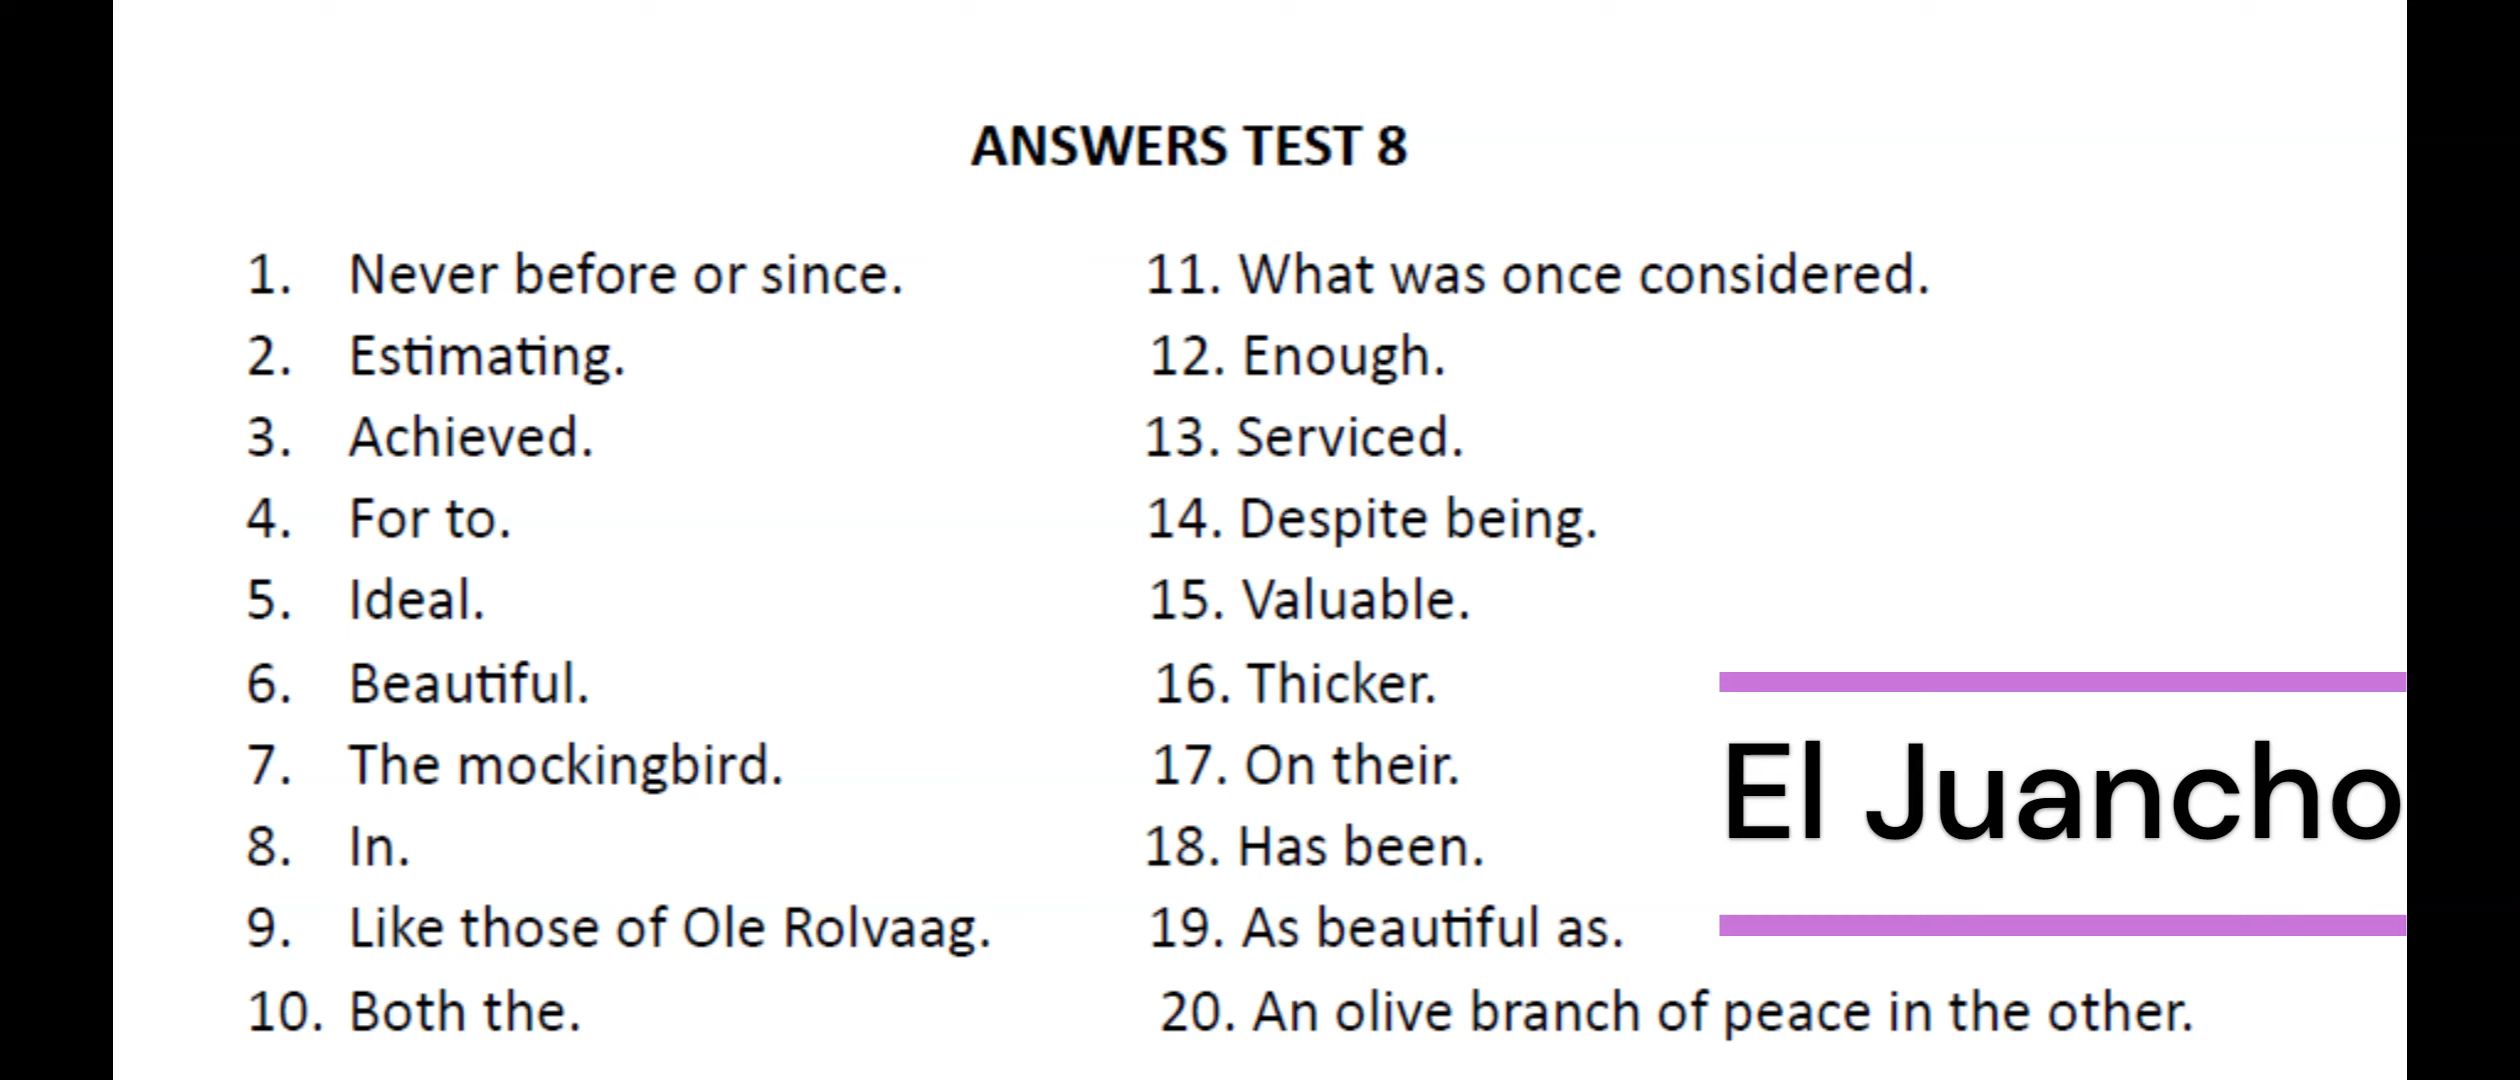 ANSWERS TEST 8
1. Never before or since.
2. Estimating.
3. Achieved.
4. For to.
5. Ideal.
6. Beautiful.
7. The mockingbird.
8. In.
9. Like those of Ole Rolvaag.
10. Both the.
11. What was once considered.
12. Enough.
13. Serviced.
14. Despite being.
15. Valuable.
16. Thicker.
17. On their.
18. Has been.
19. As beautiful as.
20. An olive branch of peace in the other.
El Juancho